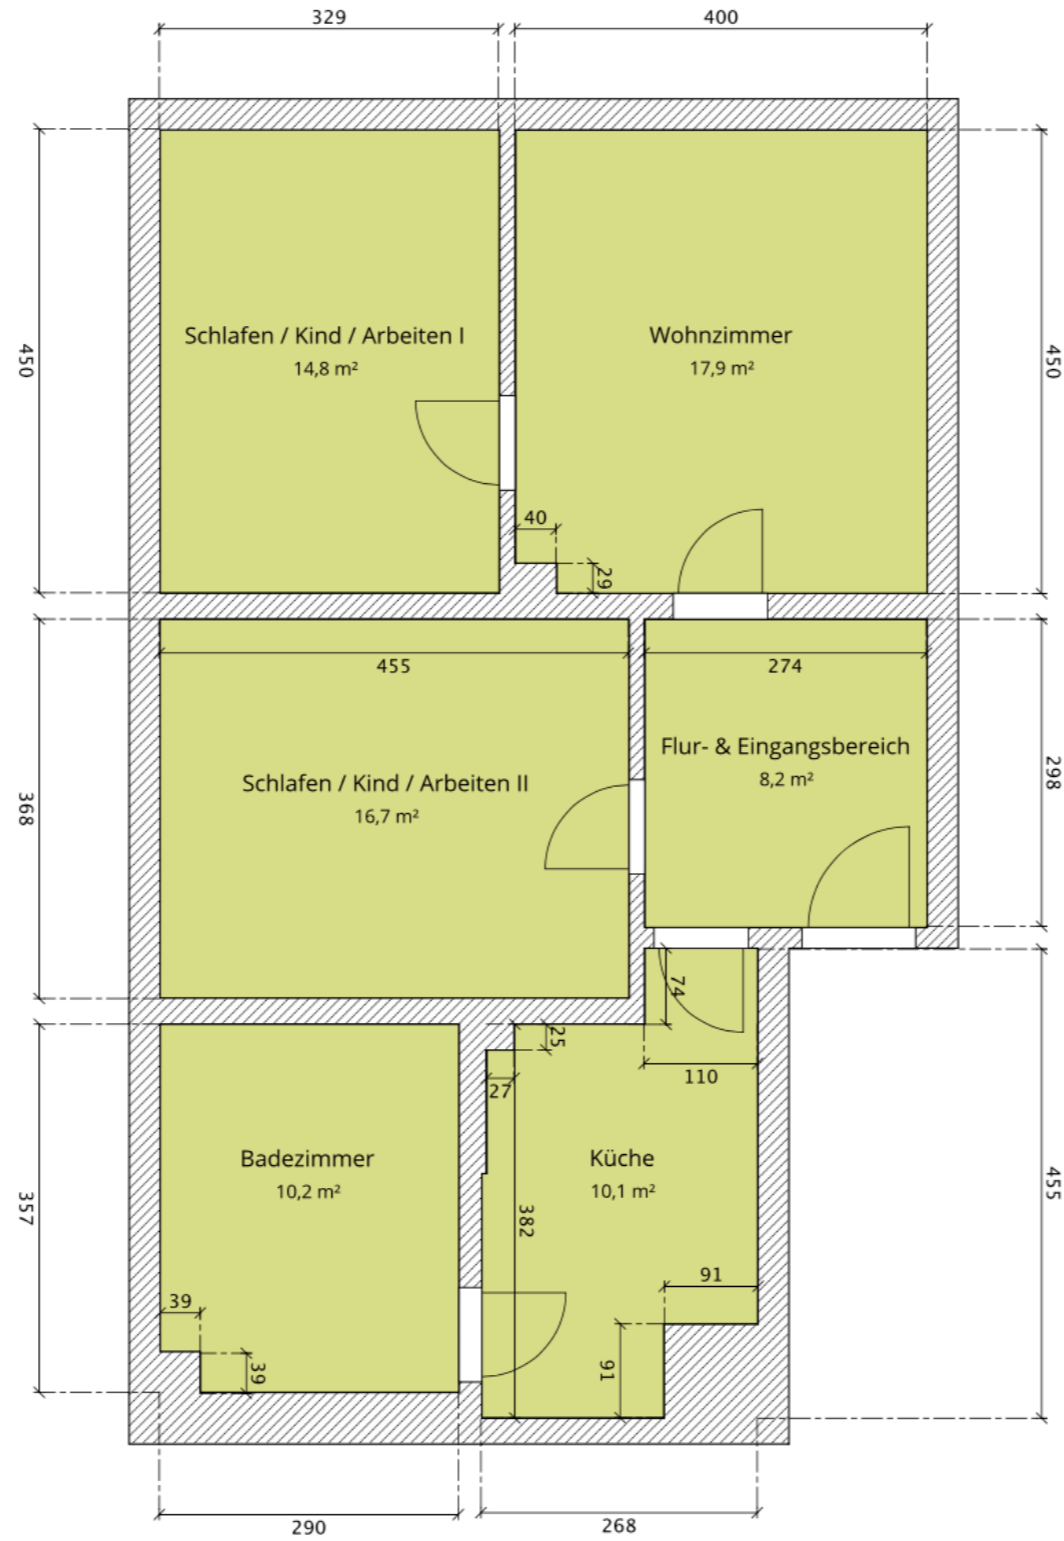 329
400
450
Schlafen / Kind / Arbeiten I
14,8 m²
Wohnzimmer
17,9 m²
450
40
29
455
274
368
Schlafen / Kind / Arbeiten II
16,7 m²
Flur- & Eingangsbereich
8,2 m²
298
74
25
110
27
357
Badezimmer
10,2 m²
Küche
10,1 m²
455
382
91
39
39
91
290
268